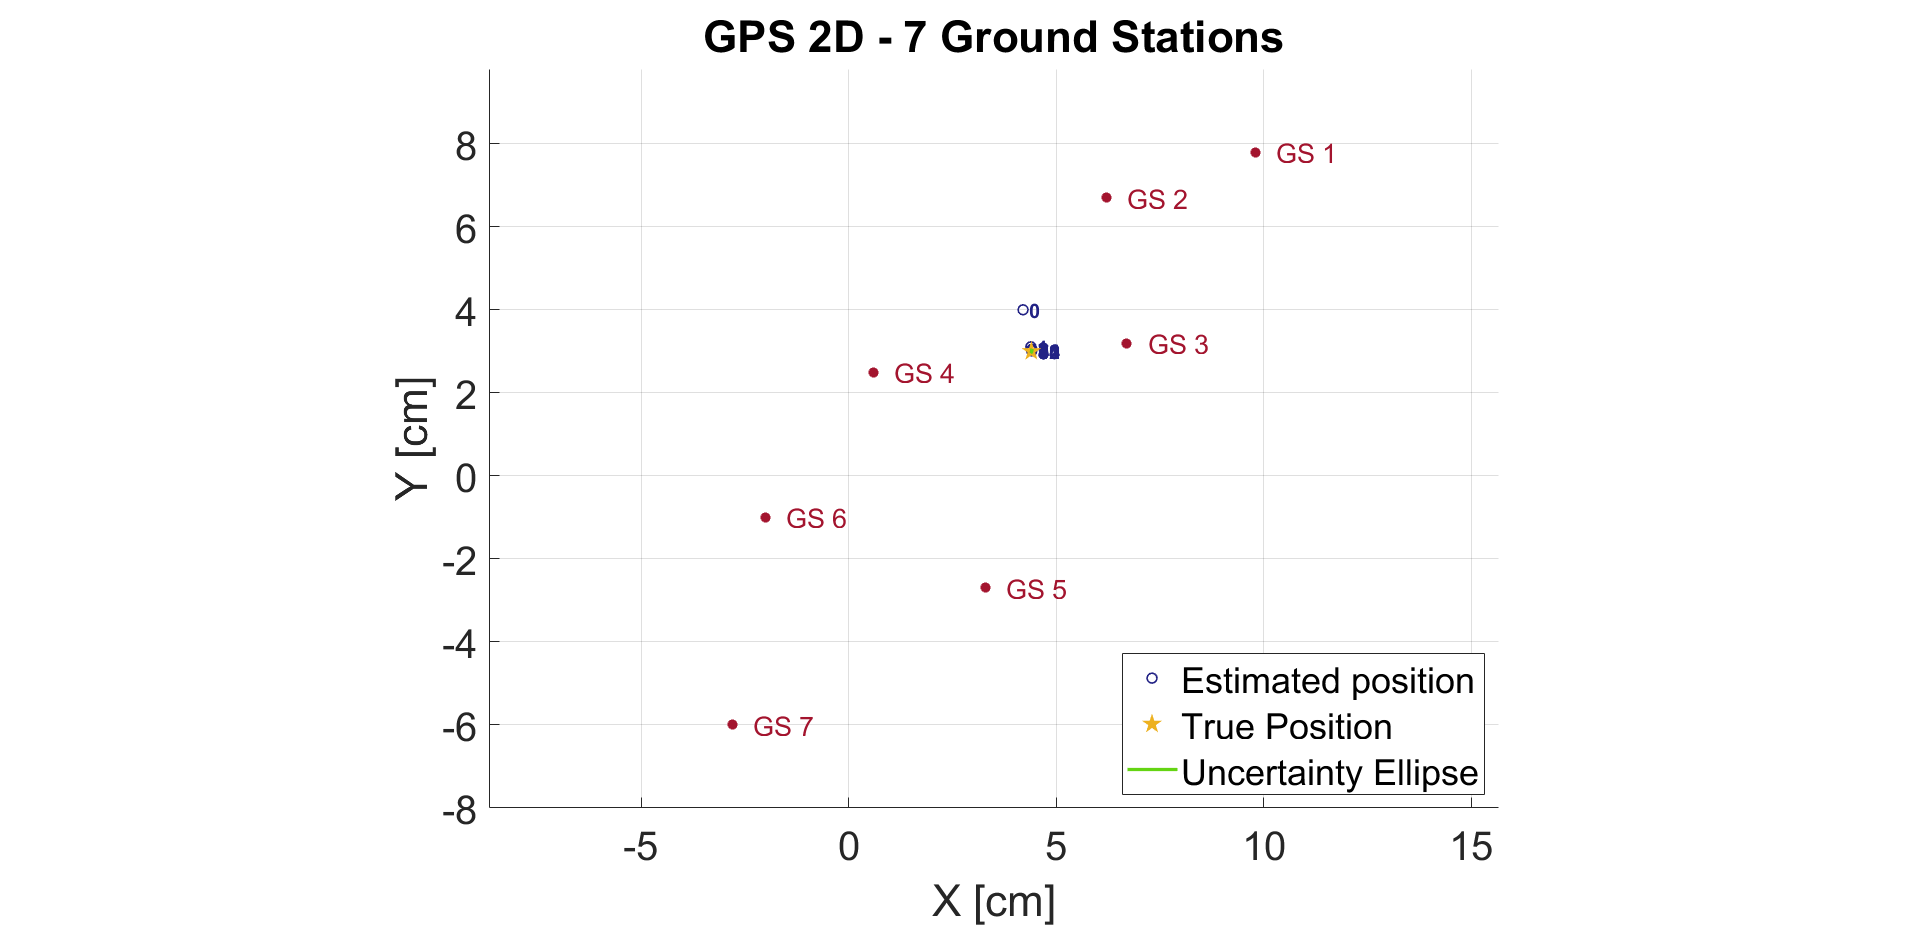 GPS 2D - 7 Ground Stations
8
6
4
2
0
-2
-4
-6
-8
Y [cm]
GS 1
GS 2
0
GS 3
GS 4
GS 6
GS 5
GS 7
Estimated position
True Position
Uncertainty Ellipse
-5
0
5
10
15
X [cm]